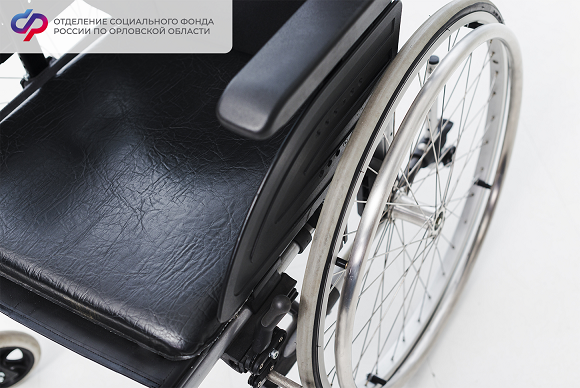 ОТДЕЛЕНИЕ СОЦИАЛЬНОГО ФОНДА
РОССИИ ПО ОРЛОВСКОЙ ОБЛАСТИ